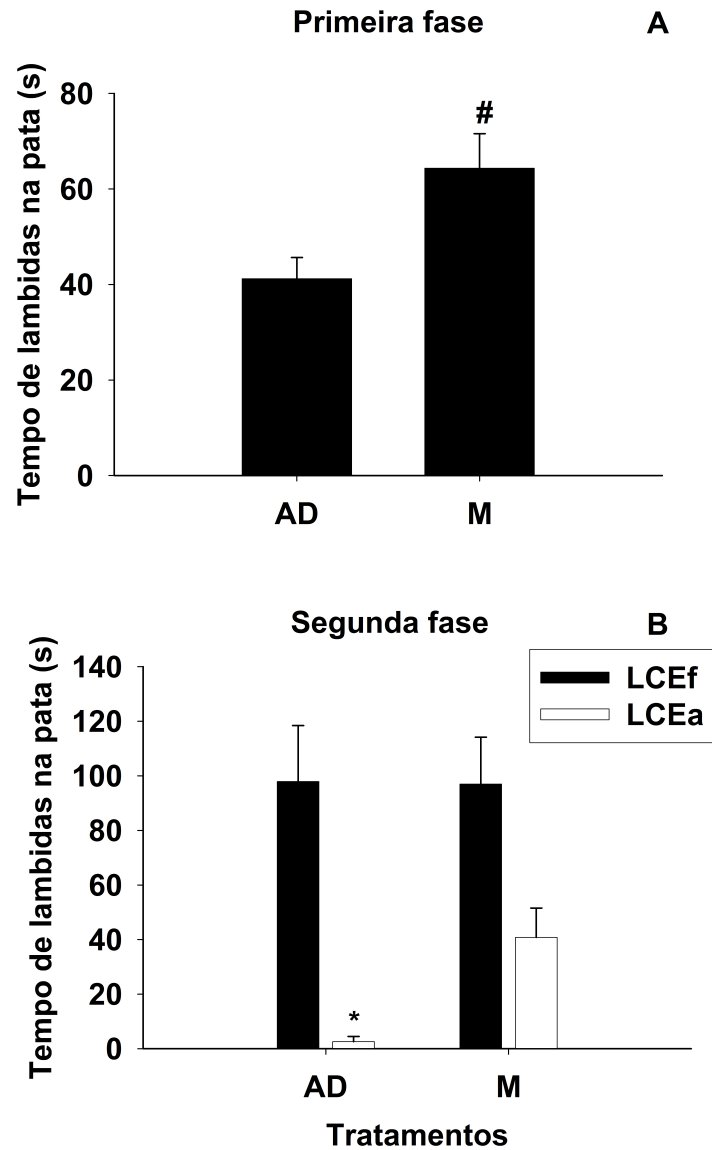 Primeira fase
A
Tempo de lambidas na pata (s)
80
60
40
20
0
#
AD
M
Segunda fase
B
Tempo de lambidas na pata (s)
140
120
100
80
60
40
20
0
LCEf
LCEa
*
AD
M
Tratamentos